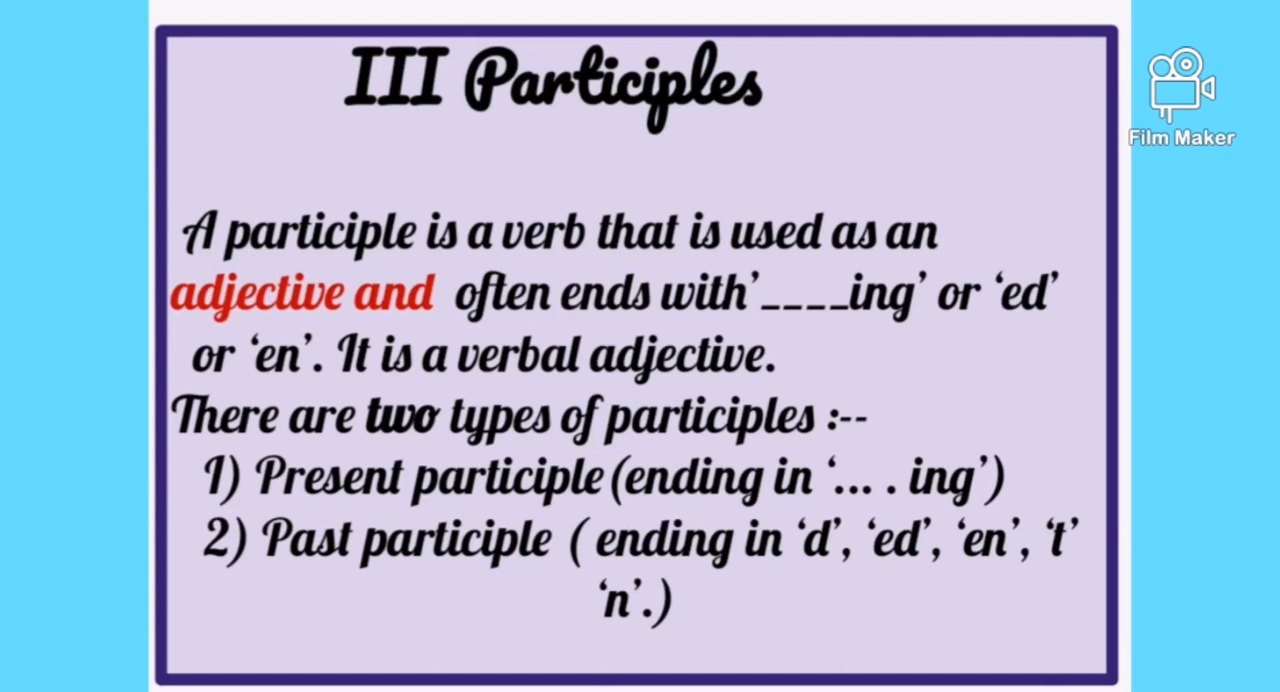 III Participles
Film Maker
A participle is a verb that is used as an
adjective and often ends with’____ing’ or ‘ed’
or ‘en’. It is a verbal adjective.
There are two types of participles :--
1) Present participle(ending in ‘... . ing’)
2) Past participle ( ending in ‘d’, ‘ed’, ‘en’, ‘t’
‘n’.)